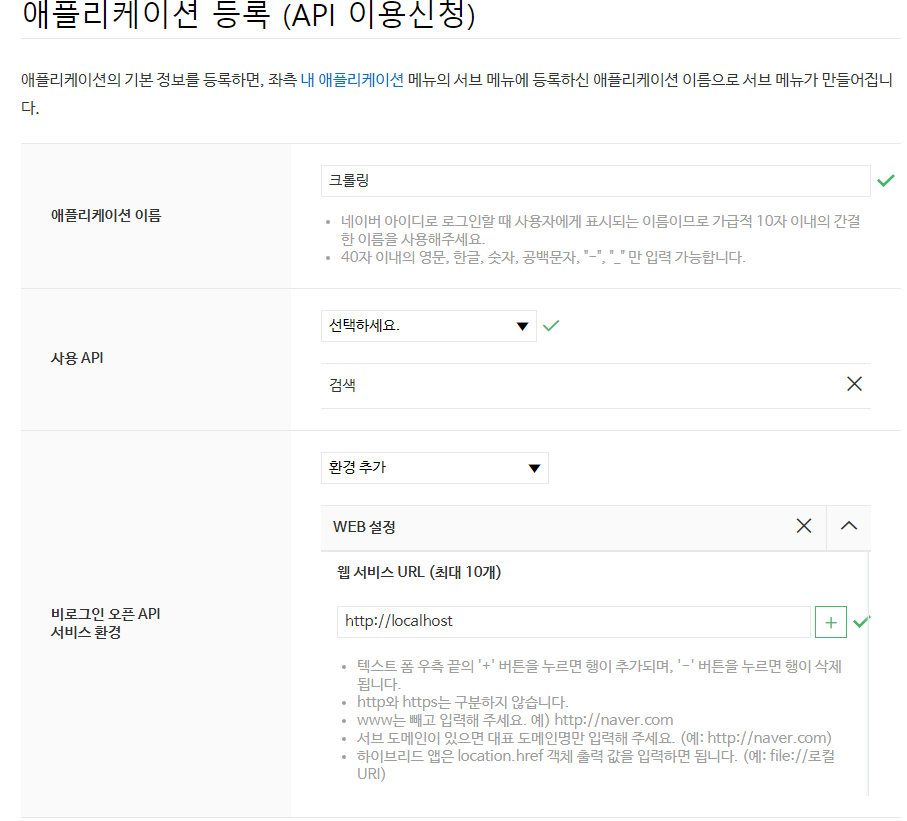 애플리케이션 등록 (API 이용신청)
애플리케이션의 기본 정보를 등록하면, 좌측 내 애플리케이션 메뉴의 서브 메뉴에 등록하신 애플리케이션 이름으로 서브 메뉴가 만들어집니
다.
애플리케이션 이름
크롤링
• 네이버 아이디로 로그인할 때 사용자에게 표시되는 이름이므로 가급적 10자 이내의 간결
한 이름을 사용해주세요.
• 40자 이내의 영문, 한글, 숫자, 공백문자, "-", "_" 만 입력 가능합니다.
사용 API
선택하세요.
검색
비로그인 오픈 API
서비스 환경
환경 추가
WEB 설정
웹 서비스 URL (최대 10개)
http://localhost
• 텍스트 폼 우측 끝의 '+' 버튼을 누르면 행이 추가되며, '-' 버튼을 누르면 행이 삭제
됩니다.
• http와 https는 구분하지 않습니다.
• www는 빼고 입력해 주세요. 예) http://naver.com
• 서브 도메인이 있으면 대표 도메인명만 입력해 주세요. (예: http://naver.com)
• 하이브리드 앱은 location.href 객체 출력 값을 입력하면 됩니다. (예: file://로컬
URI)